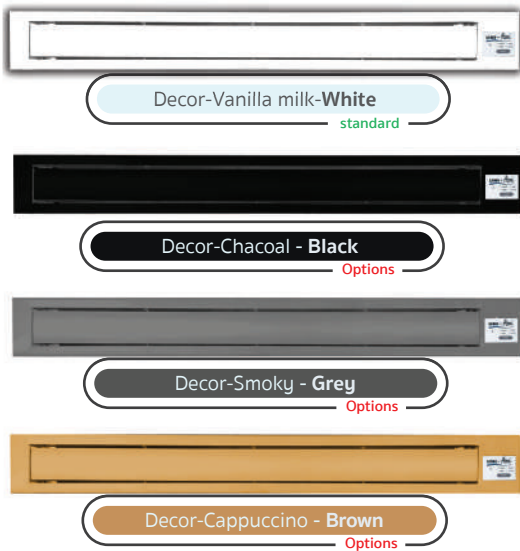 Decor-Vanilla milk-White
standard
Decor-Chacoal - Black
Options
Decor-Smoky - Grey
Options
Decor-Cappuccino - Brown
Options